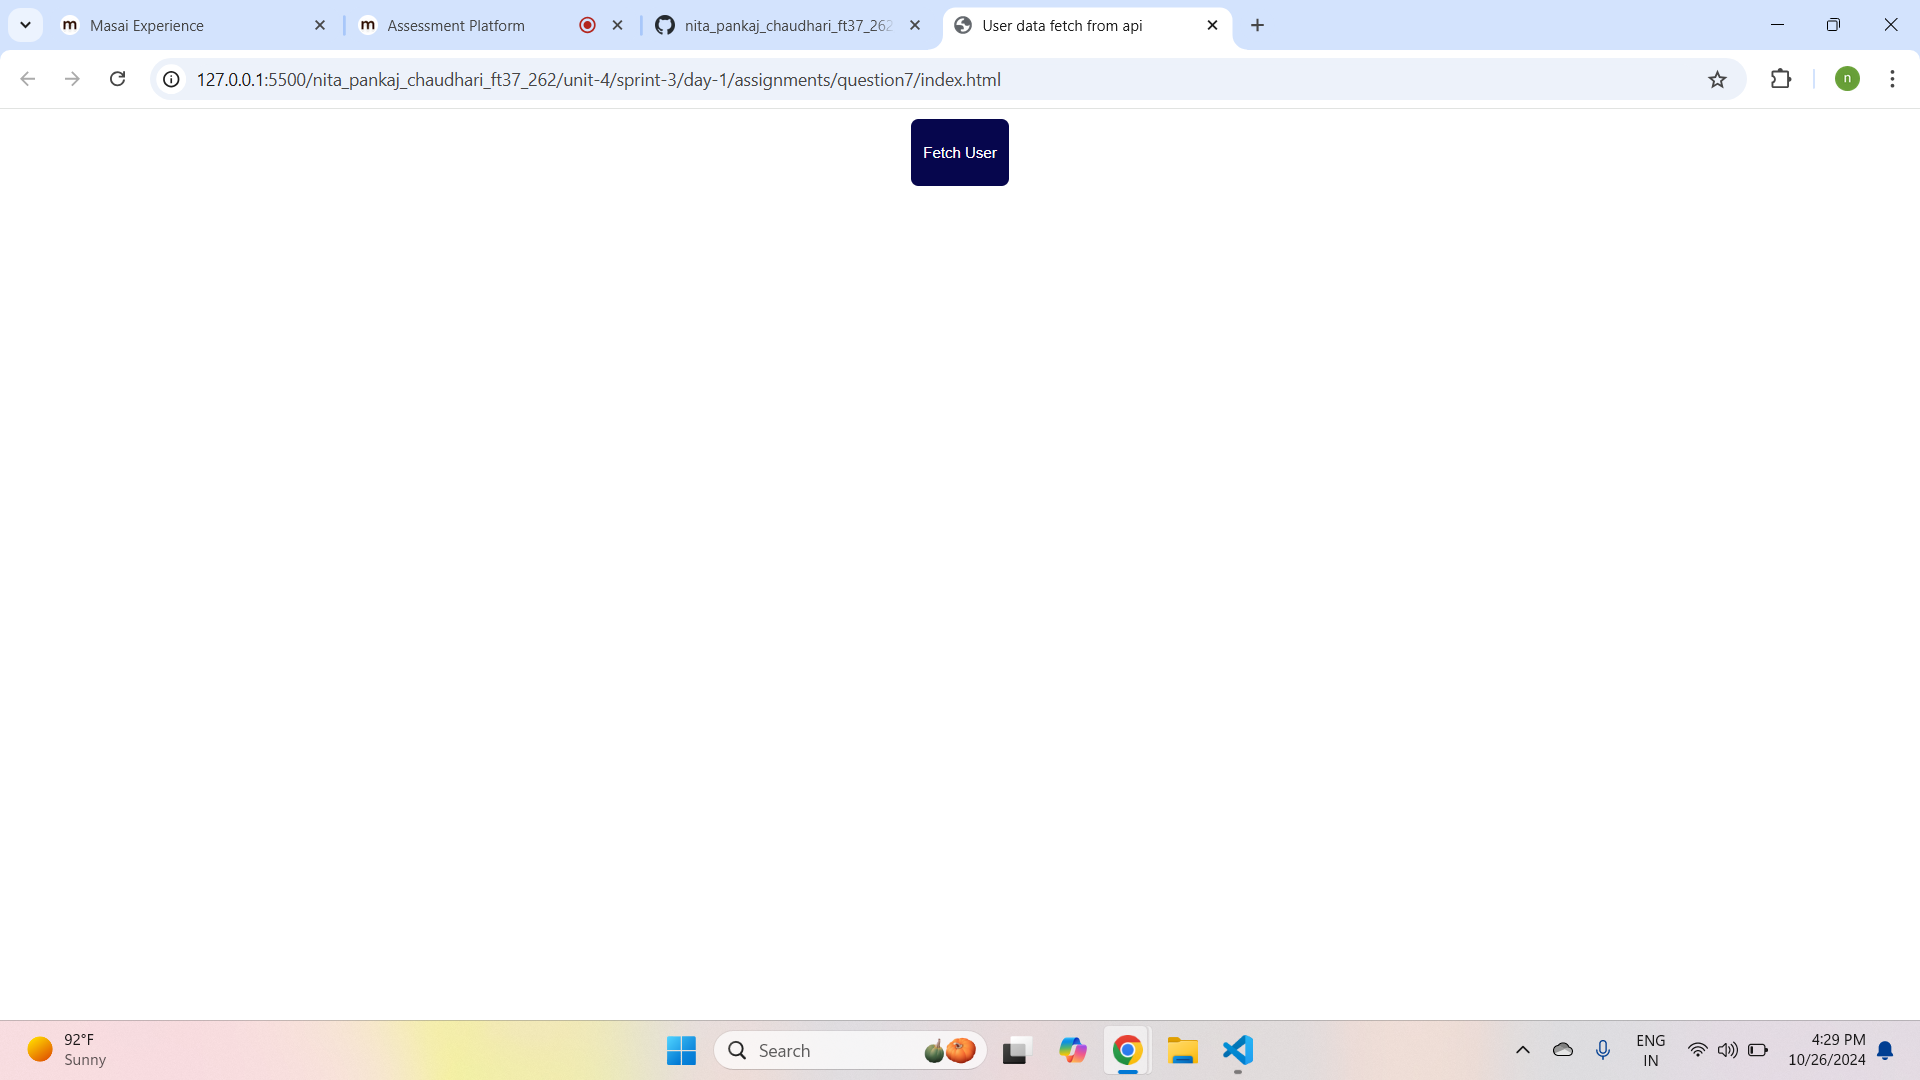 m Masai Experience
m Assessment Platform
nita_pankaj_chaudhari_ft37_262
User data fetch from api
127.0.0.1:5500/nita_pankaj_chaudhari_ft37_262/unit-4/sprint-3/day-1/assignments/question7/index.html
n
Fetch User
92°F
Sunny
Search
ENG
IN
4:29 PM
10/26/2024